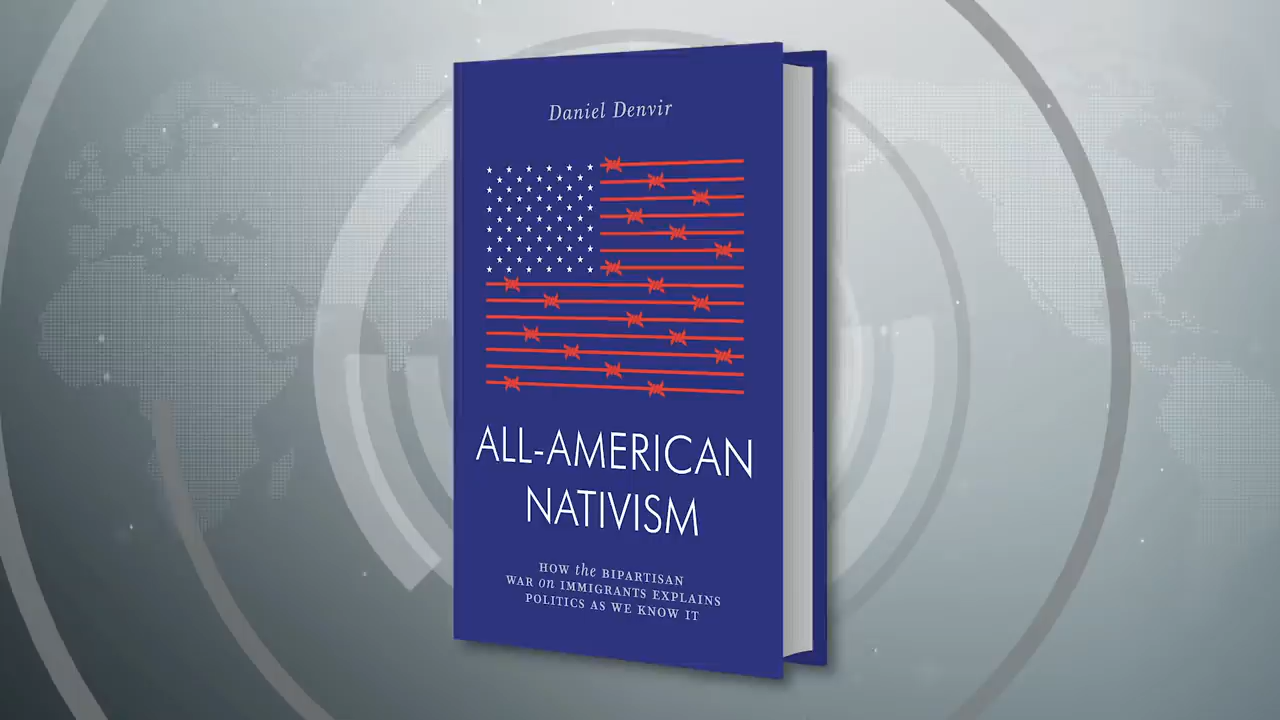 Daniel Denvir
ALL-AMERICAN
NATIVISM
HOW the BIPARTISAN
WAR on IMMIGRANTS EXPLAINS
POLITICS AS WE KNOW IT